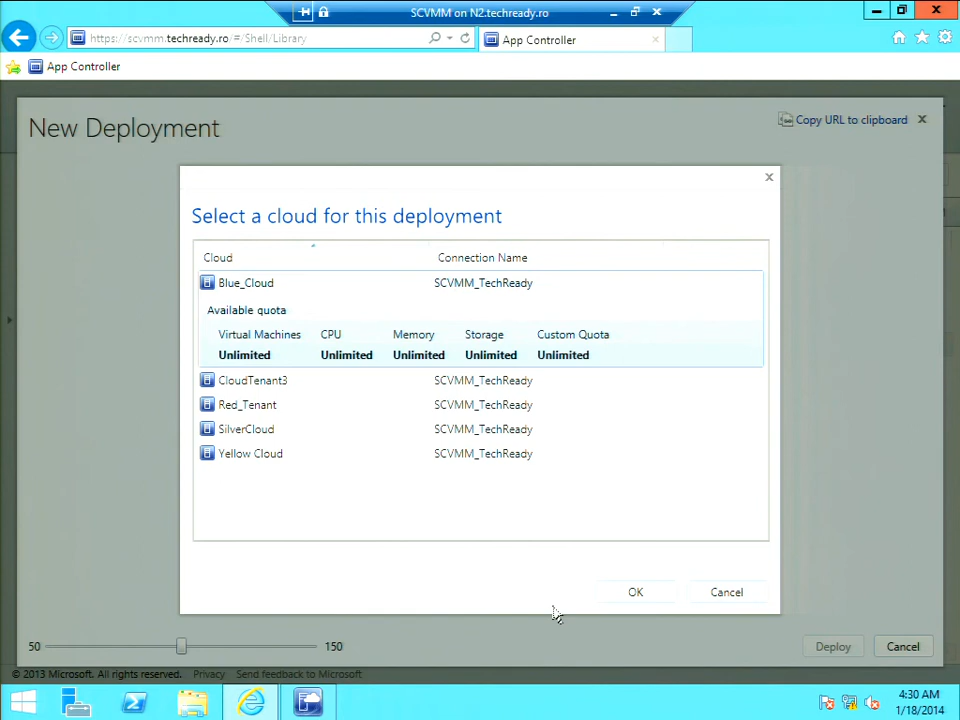 SCVMM on N2.techready.ro
https://scvmm.techready.ro/#/Shell/Library
App Controller
App Controller
New Deployment
Copy URL to clipboard
Select a cloud for this deployment
Cloud Connection Name
Blue_Cloud SCVMM_TechReady
Available quota
Virtual Machines CPU Memory Storage Custom Quota
Unlimited Unlimited Unlimited Unlimited Unlimited
CloudTenant3 SCVMM_TechReady
Red_Tenant SCVMM_TechReady
SilverCloud SCVMM_TechReady
Yellow Cloud SCVMM_TechReady
OK Cancel
50 150 Deploy Cancel
© 2013 Microsoft. All rights reserved. Privacy Send feedback to Microsoft
4:30 AM
1/18/2014